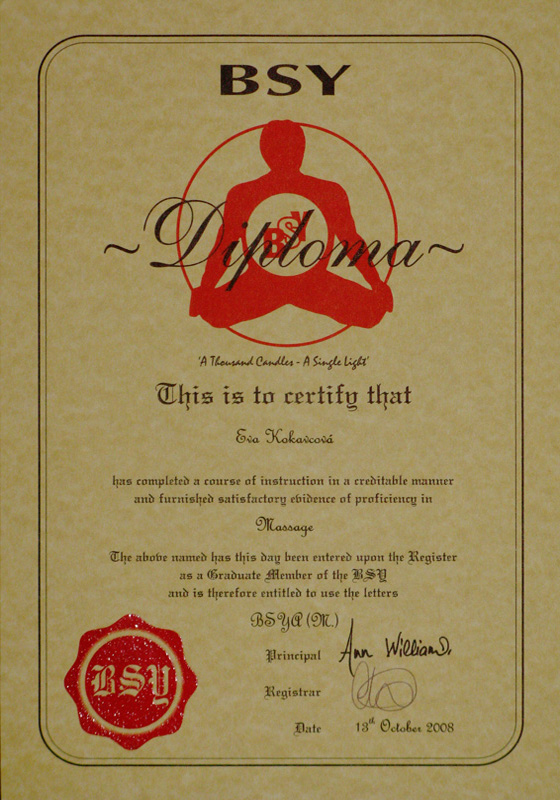 BSY
BSY
~Diploma~
'A Thousand Candles - A Single Light'
This is to certify that
Eva Kokavcová
has completed a course of instruction in a creditable manner
and furnished satisfactory evidence of proficiency in
Massage
The above named has this day been entered upon the Register
as a Graduate Member of the BSY
and is therefore entitled to use the letters
BSYA (M.)
Principal Ann Williams.
Registrar
Date 13th October 2008
BSY